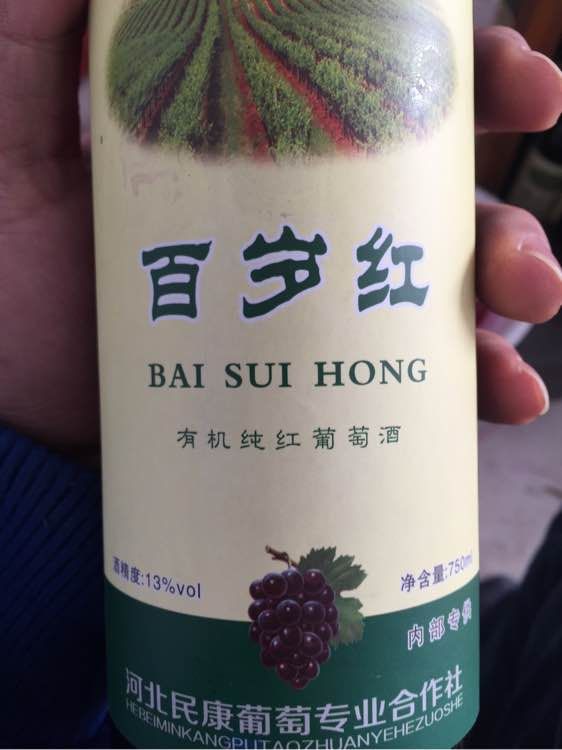 百岁红
BAI SUI HONG
有机纯红葡萄酒
酒精度:13%vol
净含量:750ml
内部专供
河北民康葡萄专业合作社
HEBEIMINKANGPUTAOZHUANYEHEZUOSHE